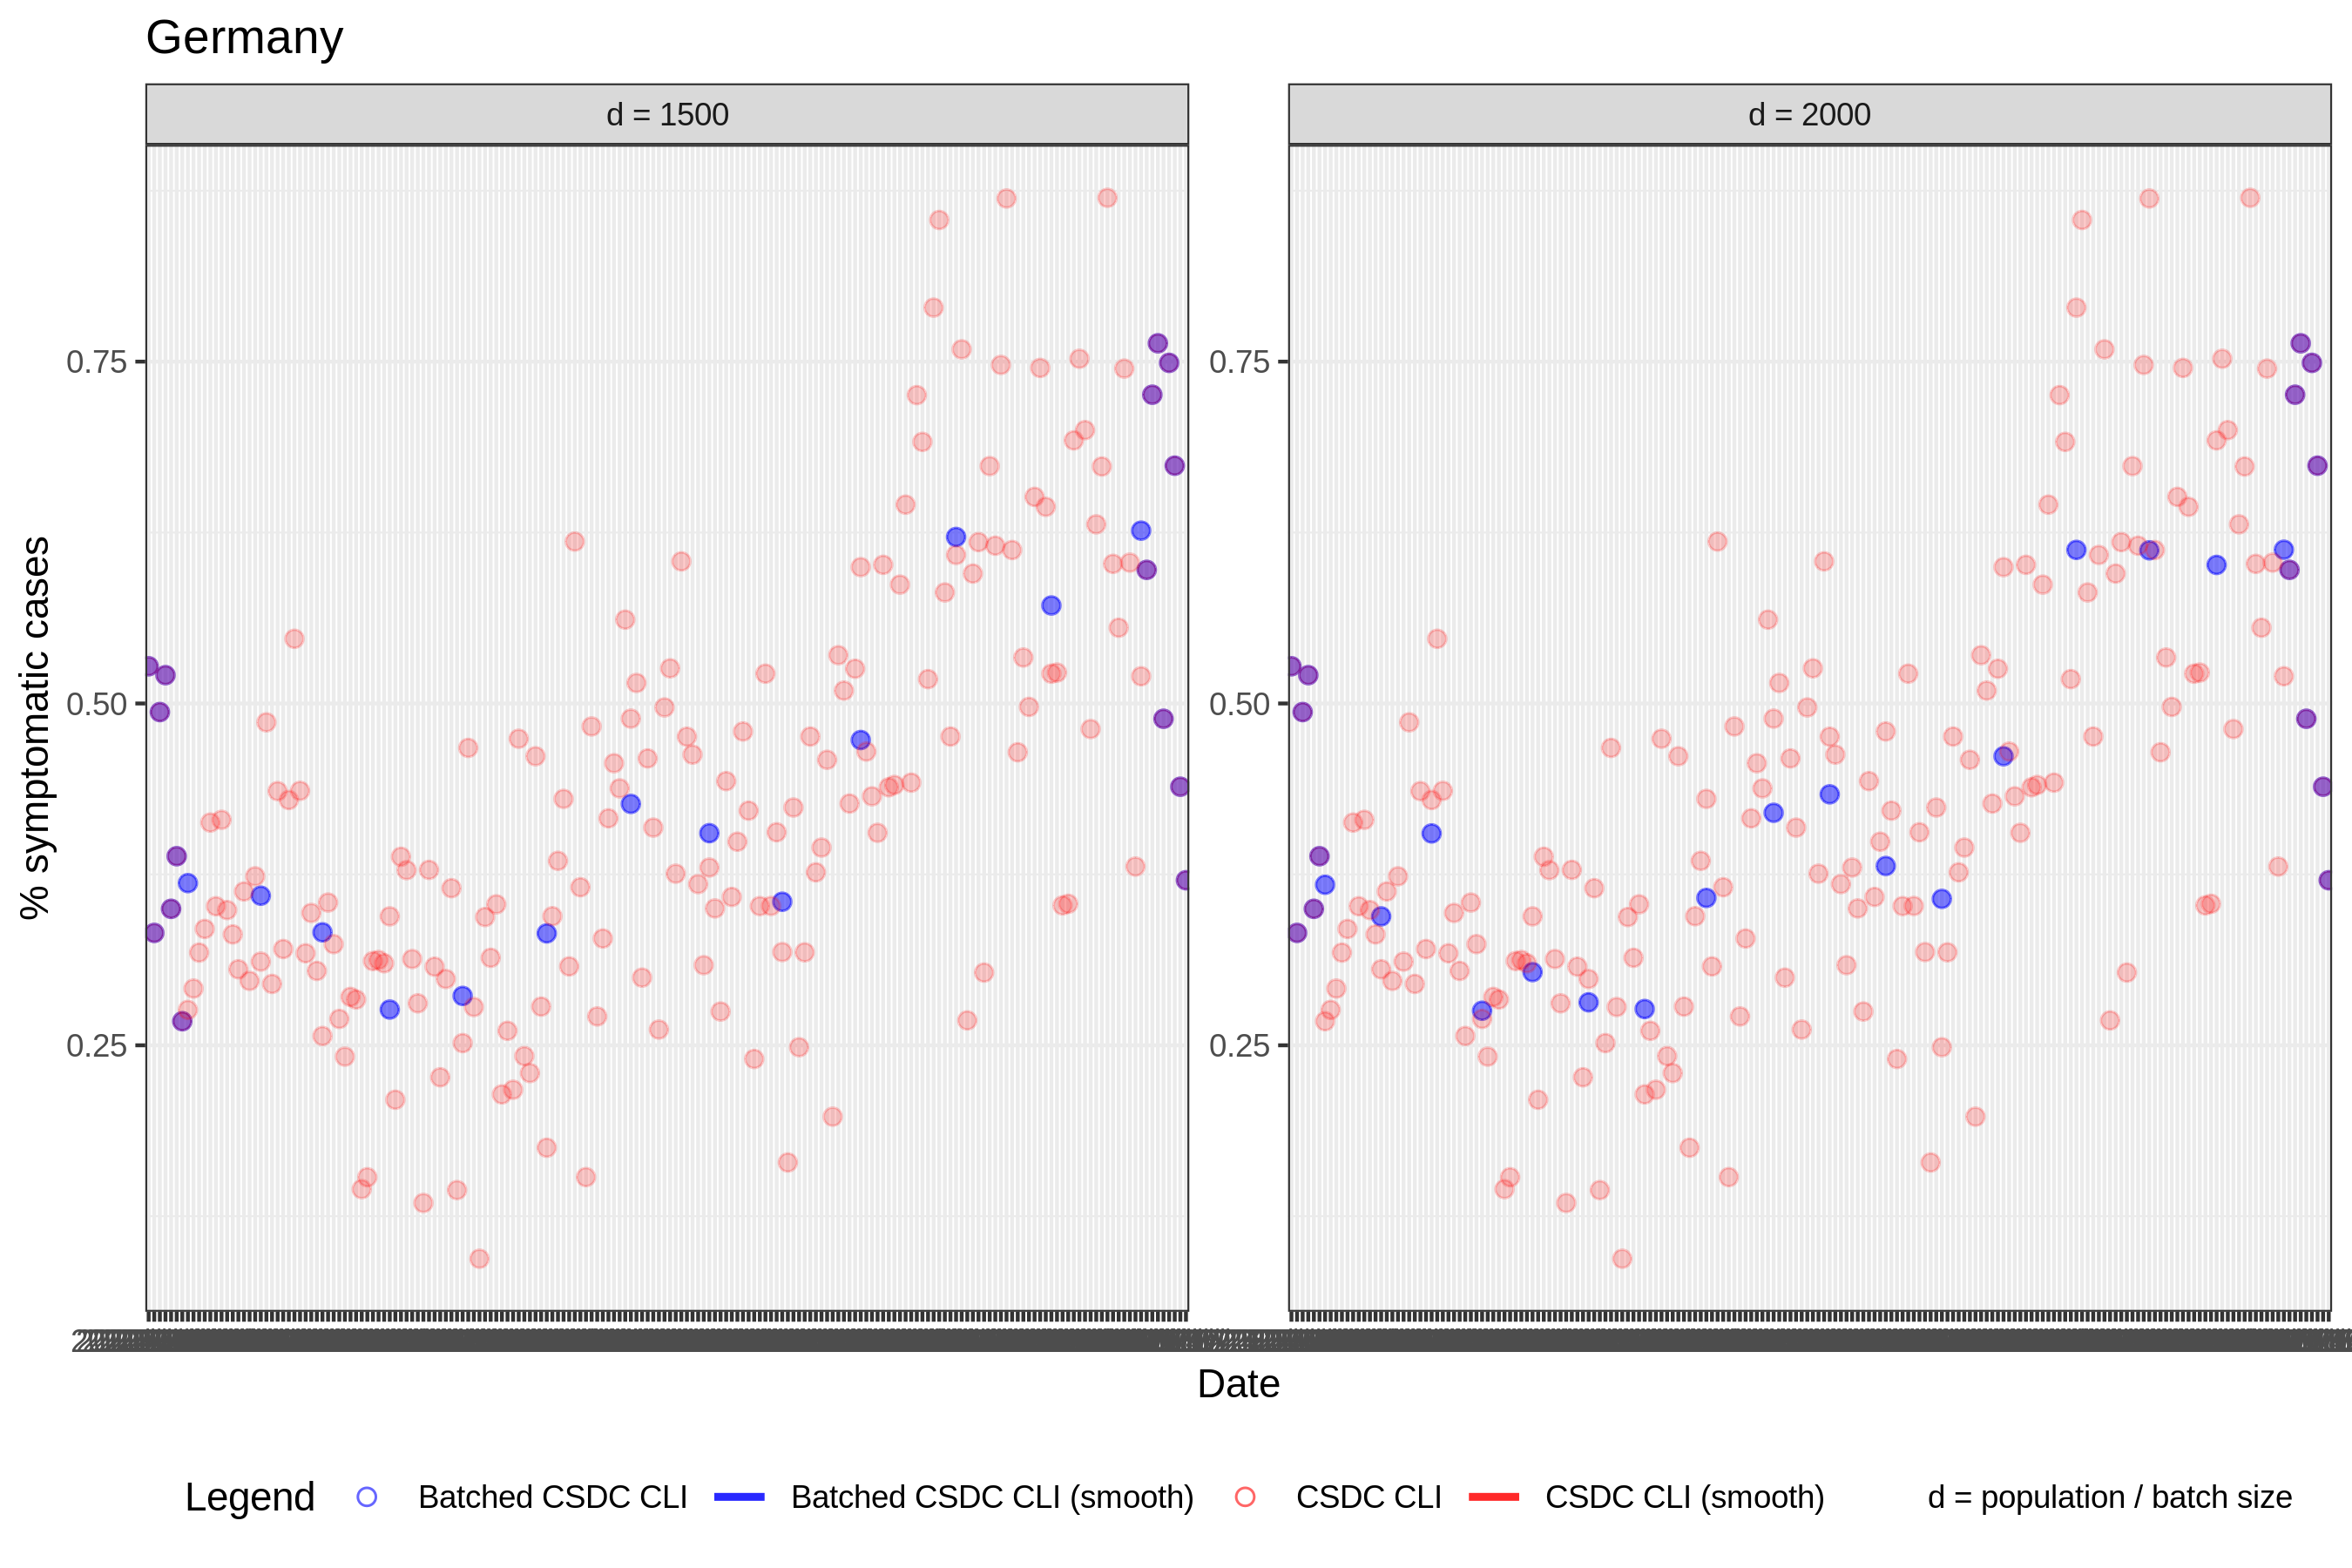 Germany
d = 1500
d = 2000
% symptomatic cases
0.75
0.50
0.25
0.75
0.50
0.25
Date
Legend
Batched CSDC CLI
Batched CSDC CLI (smooth)
CSDC CLI
CSDC CLI (smooth)
d = population / batch size